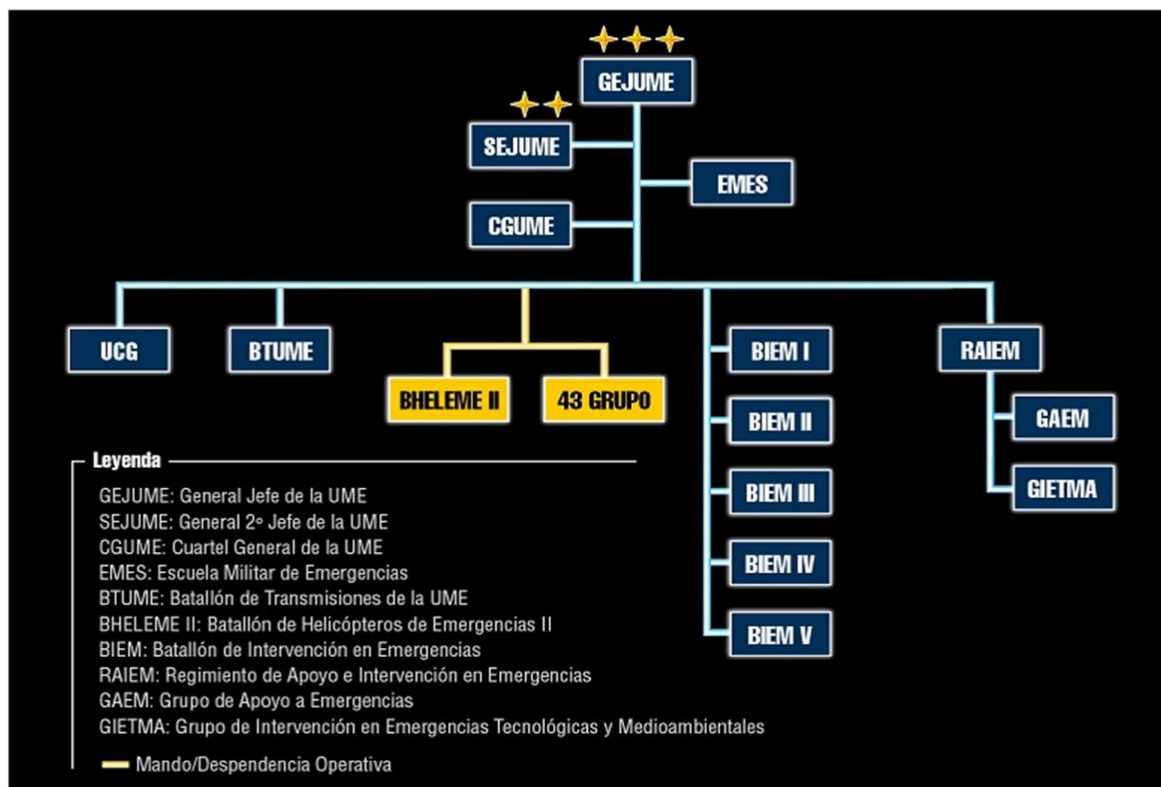 GEJUME
SEJUME
EMES
CGUME
UCG
BTUME
BHELEME II
43 GRUPO
BIEM I
BIEM II
BIEM III
BIEM IV
BIEM V
RAIEM
GAEM
GIETMA
Leyenda
GEJUME: General Jefe de la UME
SEJUME: General 2º Jefe de la UME
CGUME: Cuartel General de la UME
EMES: Escuela Militar de Emergencias
BTUME: Batallón de Transmisiones de la UME
BHELEME II: Batallón de Helicópteros de Emergencias II
BIEM: Batallón de Intervención en Emergencias
RAIEM: Regimiento de Apoyo e Intervención en Emergencias
GAEM: Grupo de Apoyo a Emergencias
GIETMA: Grupo de Intervención en Emergencias Tecnológicas y Medioambientales
Mando/Despendencia Operativa